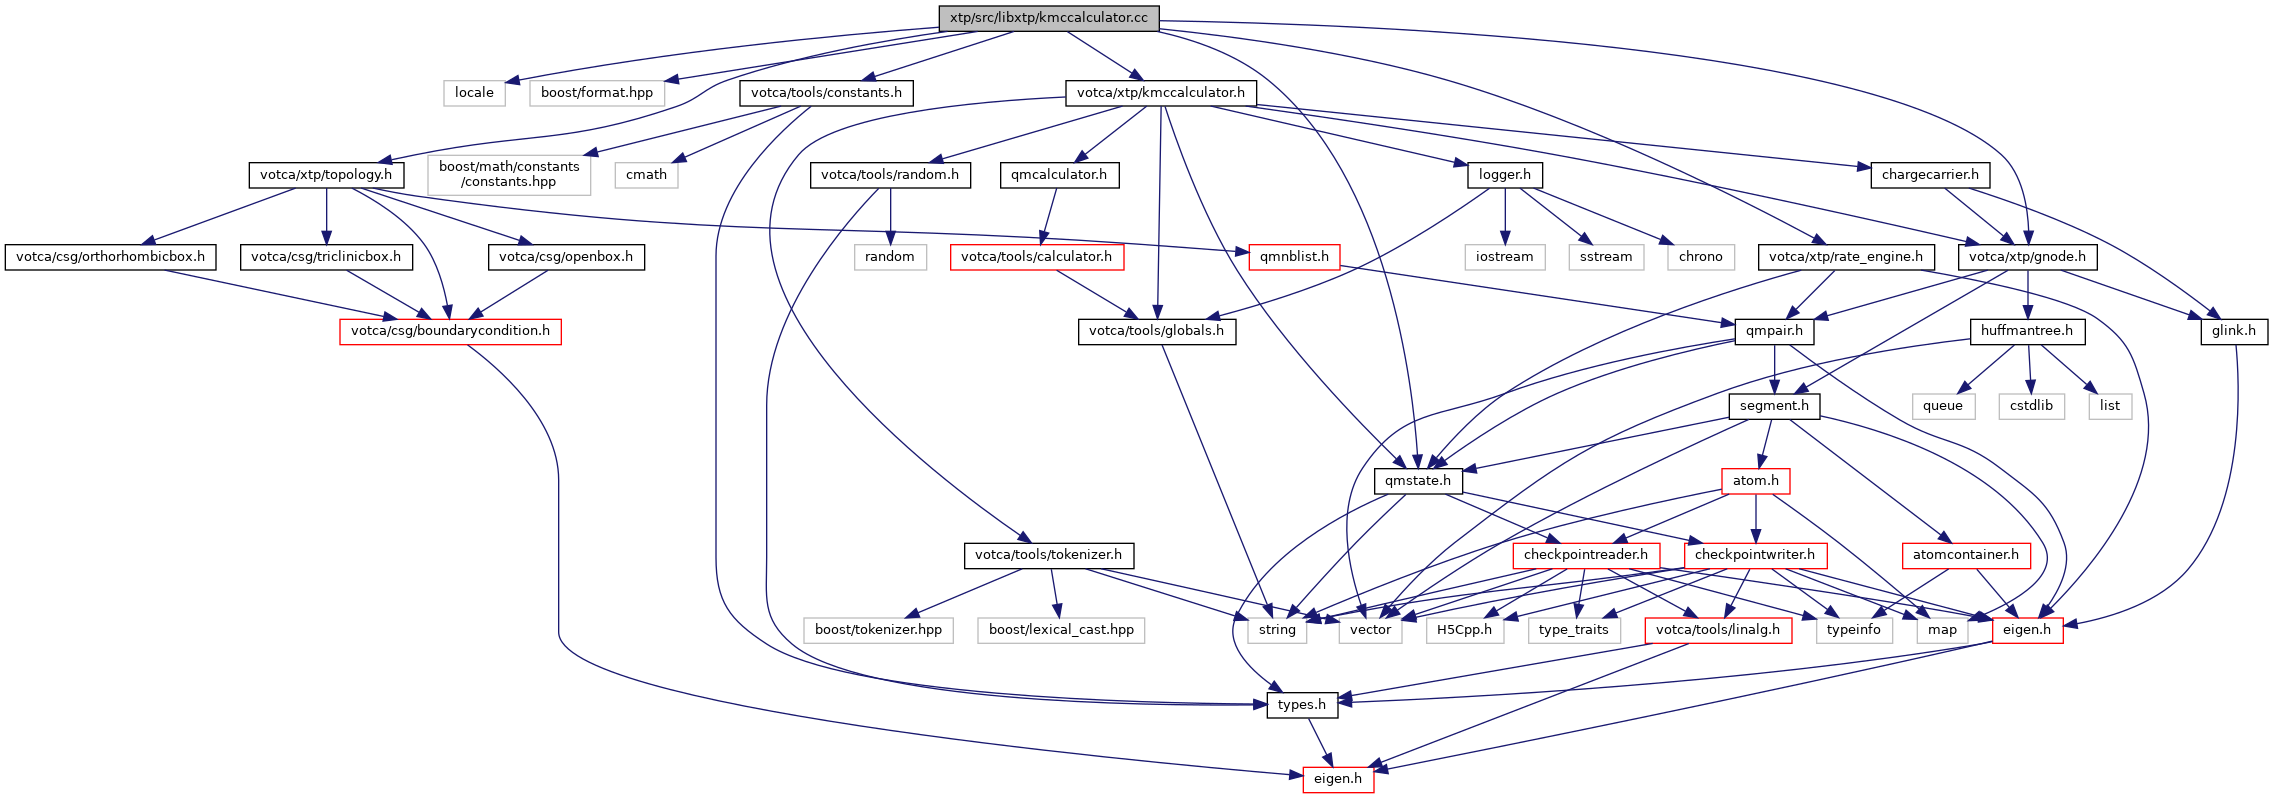 xtp/src/libxtp/kmccalculator.cc
locale
boost/format.hpp
votca/tools/constants.h
votca/xtp/kmccalculator.h
votca/xtp/topology.h
boost/math/constants
/constants.hpp
cmath
votca/tools/random.h
qmcalculator.h
logger.h
chargecarrier.h
votca/csg/orthorhombicbox.h
votca/csg/triclinicbox.h
votca/csg/openbox.h
random
votca/tools/calculator.h
qmnblist.h
iostream
sstream
chrono
votca/xtp/rate_engine.h
votca/xtp/gnode.h
votca/csg/boundarycondition.h
votca/tools/globals.h
qmpair.h
huffmantree.h
glink.h
segment.h
queue
cstdlib
list
qmstate.h
atom.h
votca/tools/tokenizer.h
checkpointreader.h
checkpointwriter.h
atomcontainer.h
boost/tokenizer.hpp
boost/lexical_cast.hpp
string
vector
H5Cpp.h
type_traits
votca/tools/linalg.h
typeinfo
map
eigen.h
types.h
eigen.h